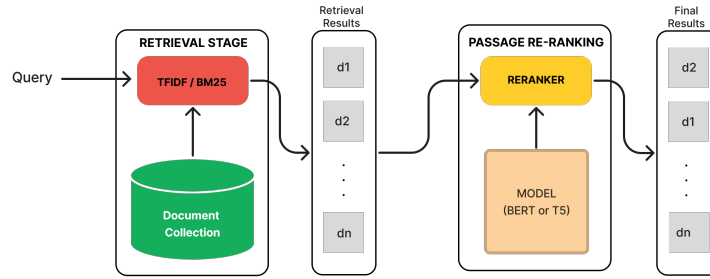 Query
RETRIEVAL STAGE
TFIDF / BM25
Document
Collection
Retrieval
Results
d1
d2
.
.
.
dn
PASSAGE RE-RANKING
RERANKER
MODEL
(BERT or T5)
Final
Results
d2
d1
.
.
.
dn